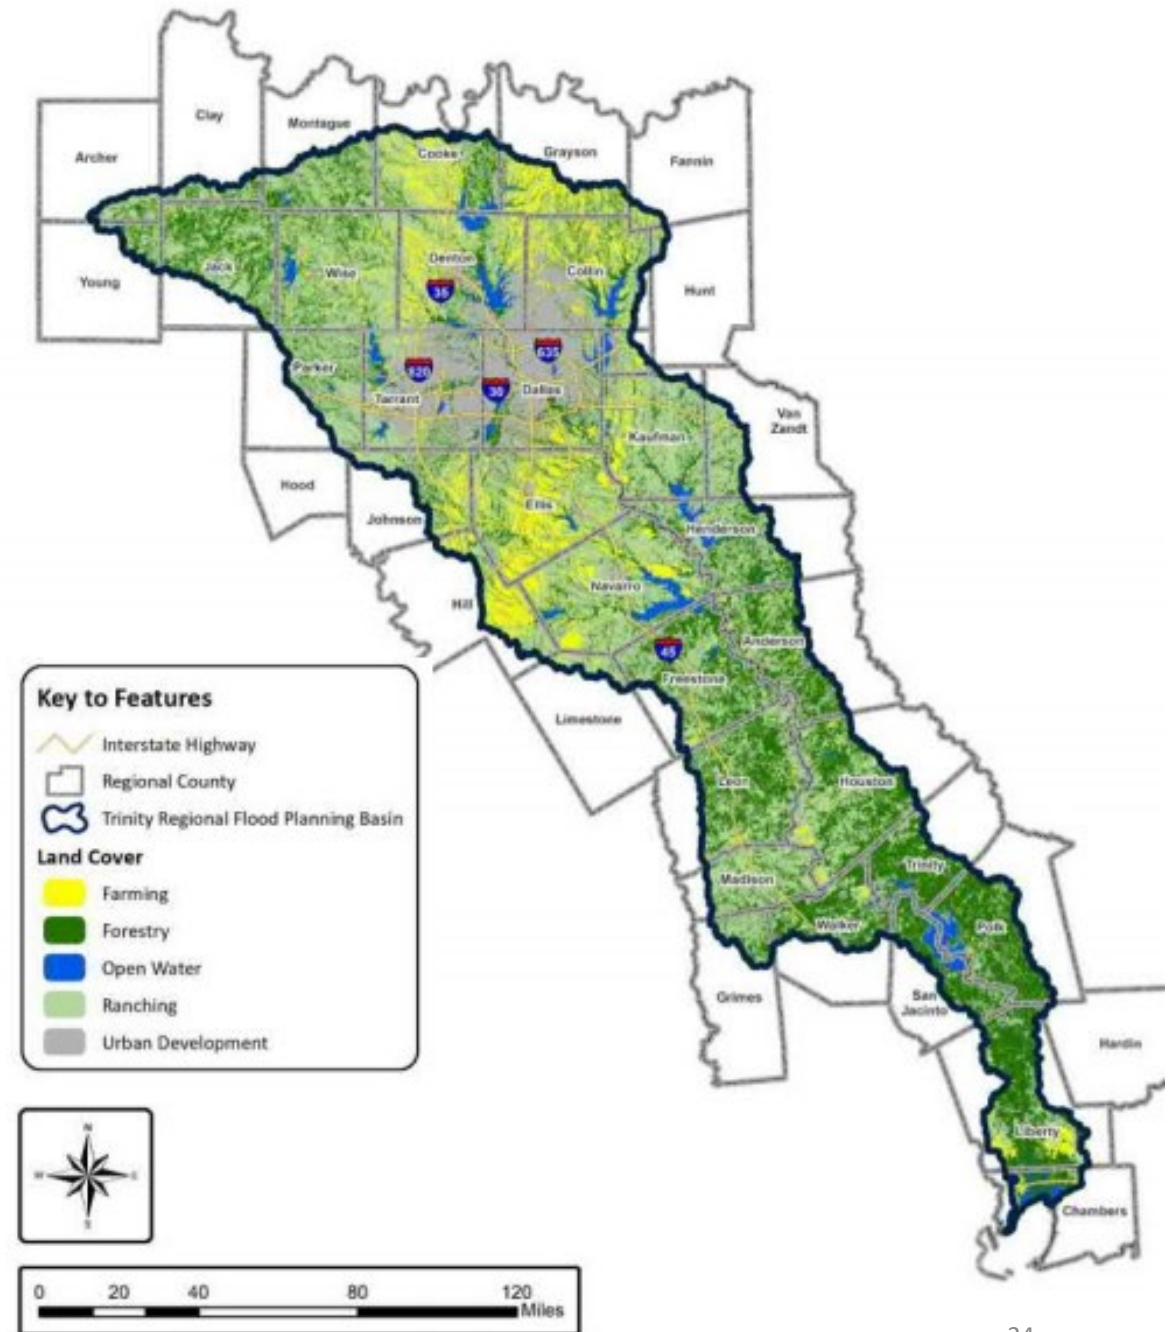 Clay
Montague
Cooke
Grayson
Archer
Fannin
Young
Jack
Wise
Denton
Collin
Hunt
35
635
820
30
Parker
Tarrant
Dallas
Van
Zandt
Kaufman
Hood
Johnson
Ellis
Henderson
Hill
Navarro
45
Anderson
Freestone
Limestone
Leon
Houston
Madison
Trinity
Walker
Polk
Grimes
San
Jacinto
Hardin
Liberty
Chambers
Key to Features
Interstate Highway
Regional County
Trinity Regional Flood Planning Basin
Land Cover
Farming
Forestry
Open Water
Ranching
Urban Development
N
W
E
S
0 20 40 80 120
Miles